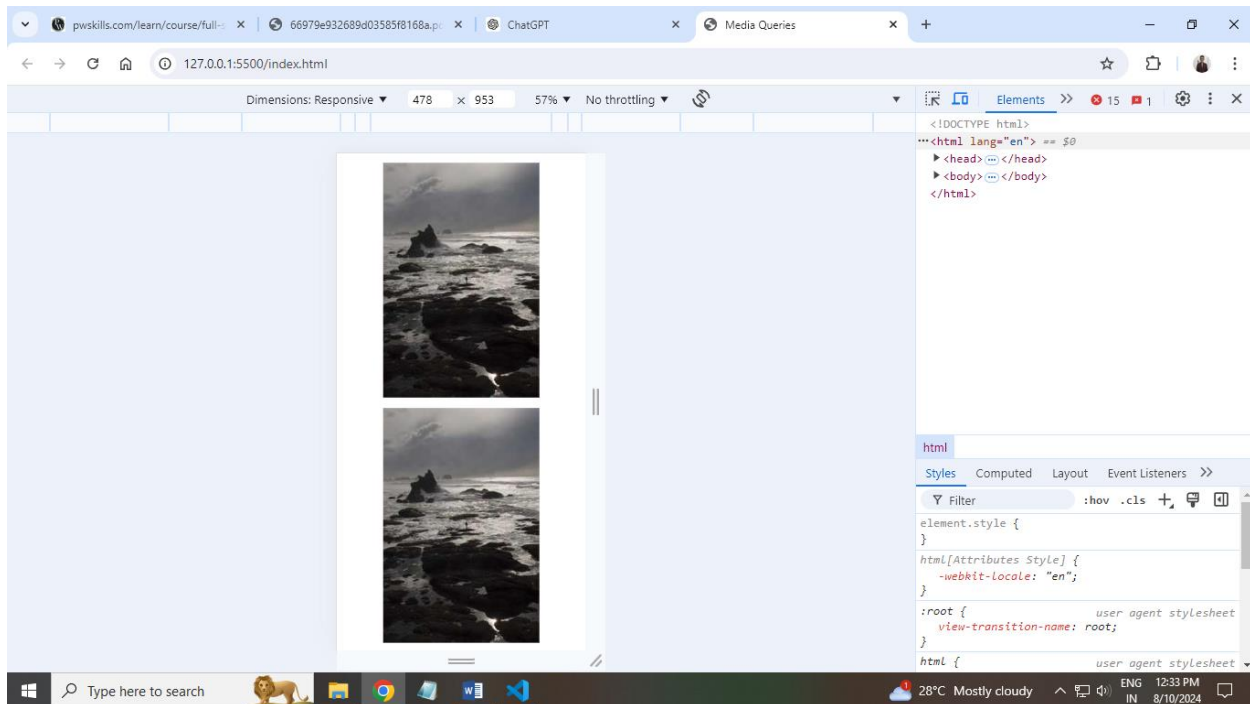 pwskills.com/learn/course/full-s
66979e932689d03585f8168a.pc
ChatGPT
Media Queries
127.0.0.1:5500/index.html
Dimensions: Responsive 478 × 953 57% No throttling
Elements 15 1
<!DOCTYPE html>
<html lang="en"> == $0
<head> … </head>
<body> … </body>
</html>
html
Styles Computed Layout Event Listeners
Filter :hov .cls
element.style {
}
html[Attributes Style] {
-webkit-locale: "en";
}
:root { user agent stylesheet
view-transition-name: root;
}
html { user agent stylesheet
Type here to search
28°C Mostly cloudy
ENG
IN
12:33 PM
8/10/2024